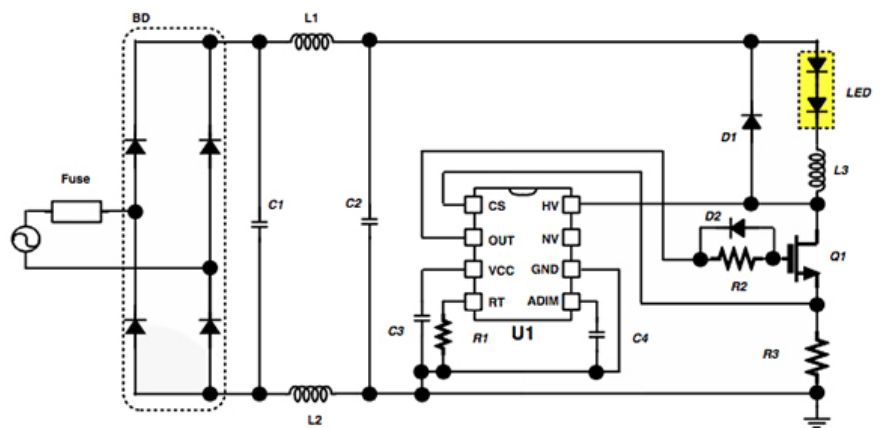 BD
L1
LED
D1
Fuse
L3
C1
C2
CS
HV
D2
OUT
NV
Q1
VCC
GND
R2
RT
ADIM
C3
R1
U1
C4
R3
L2